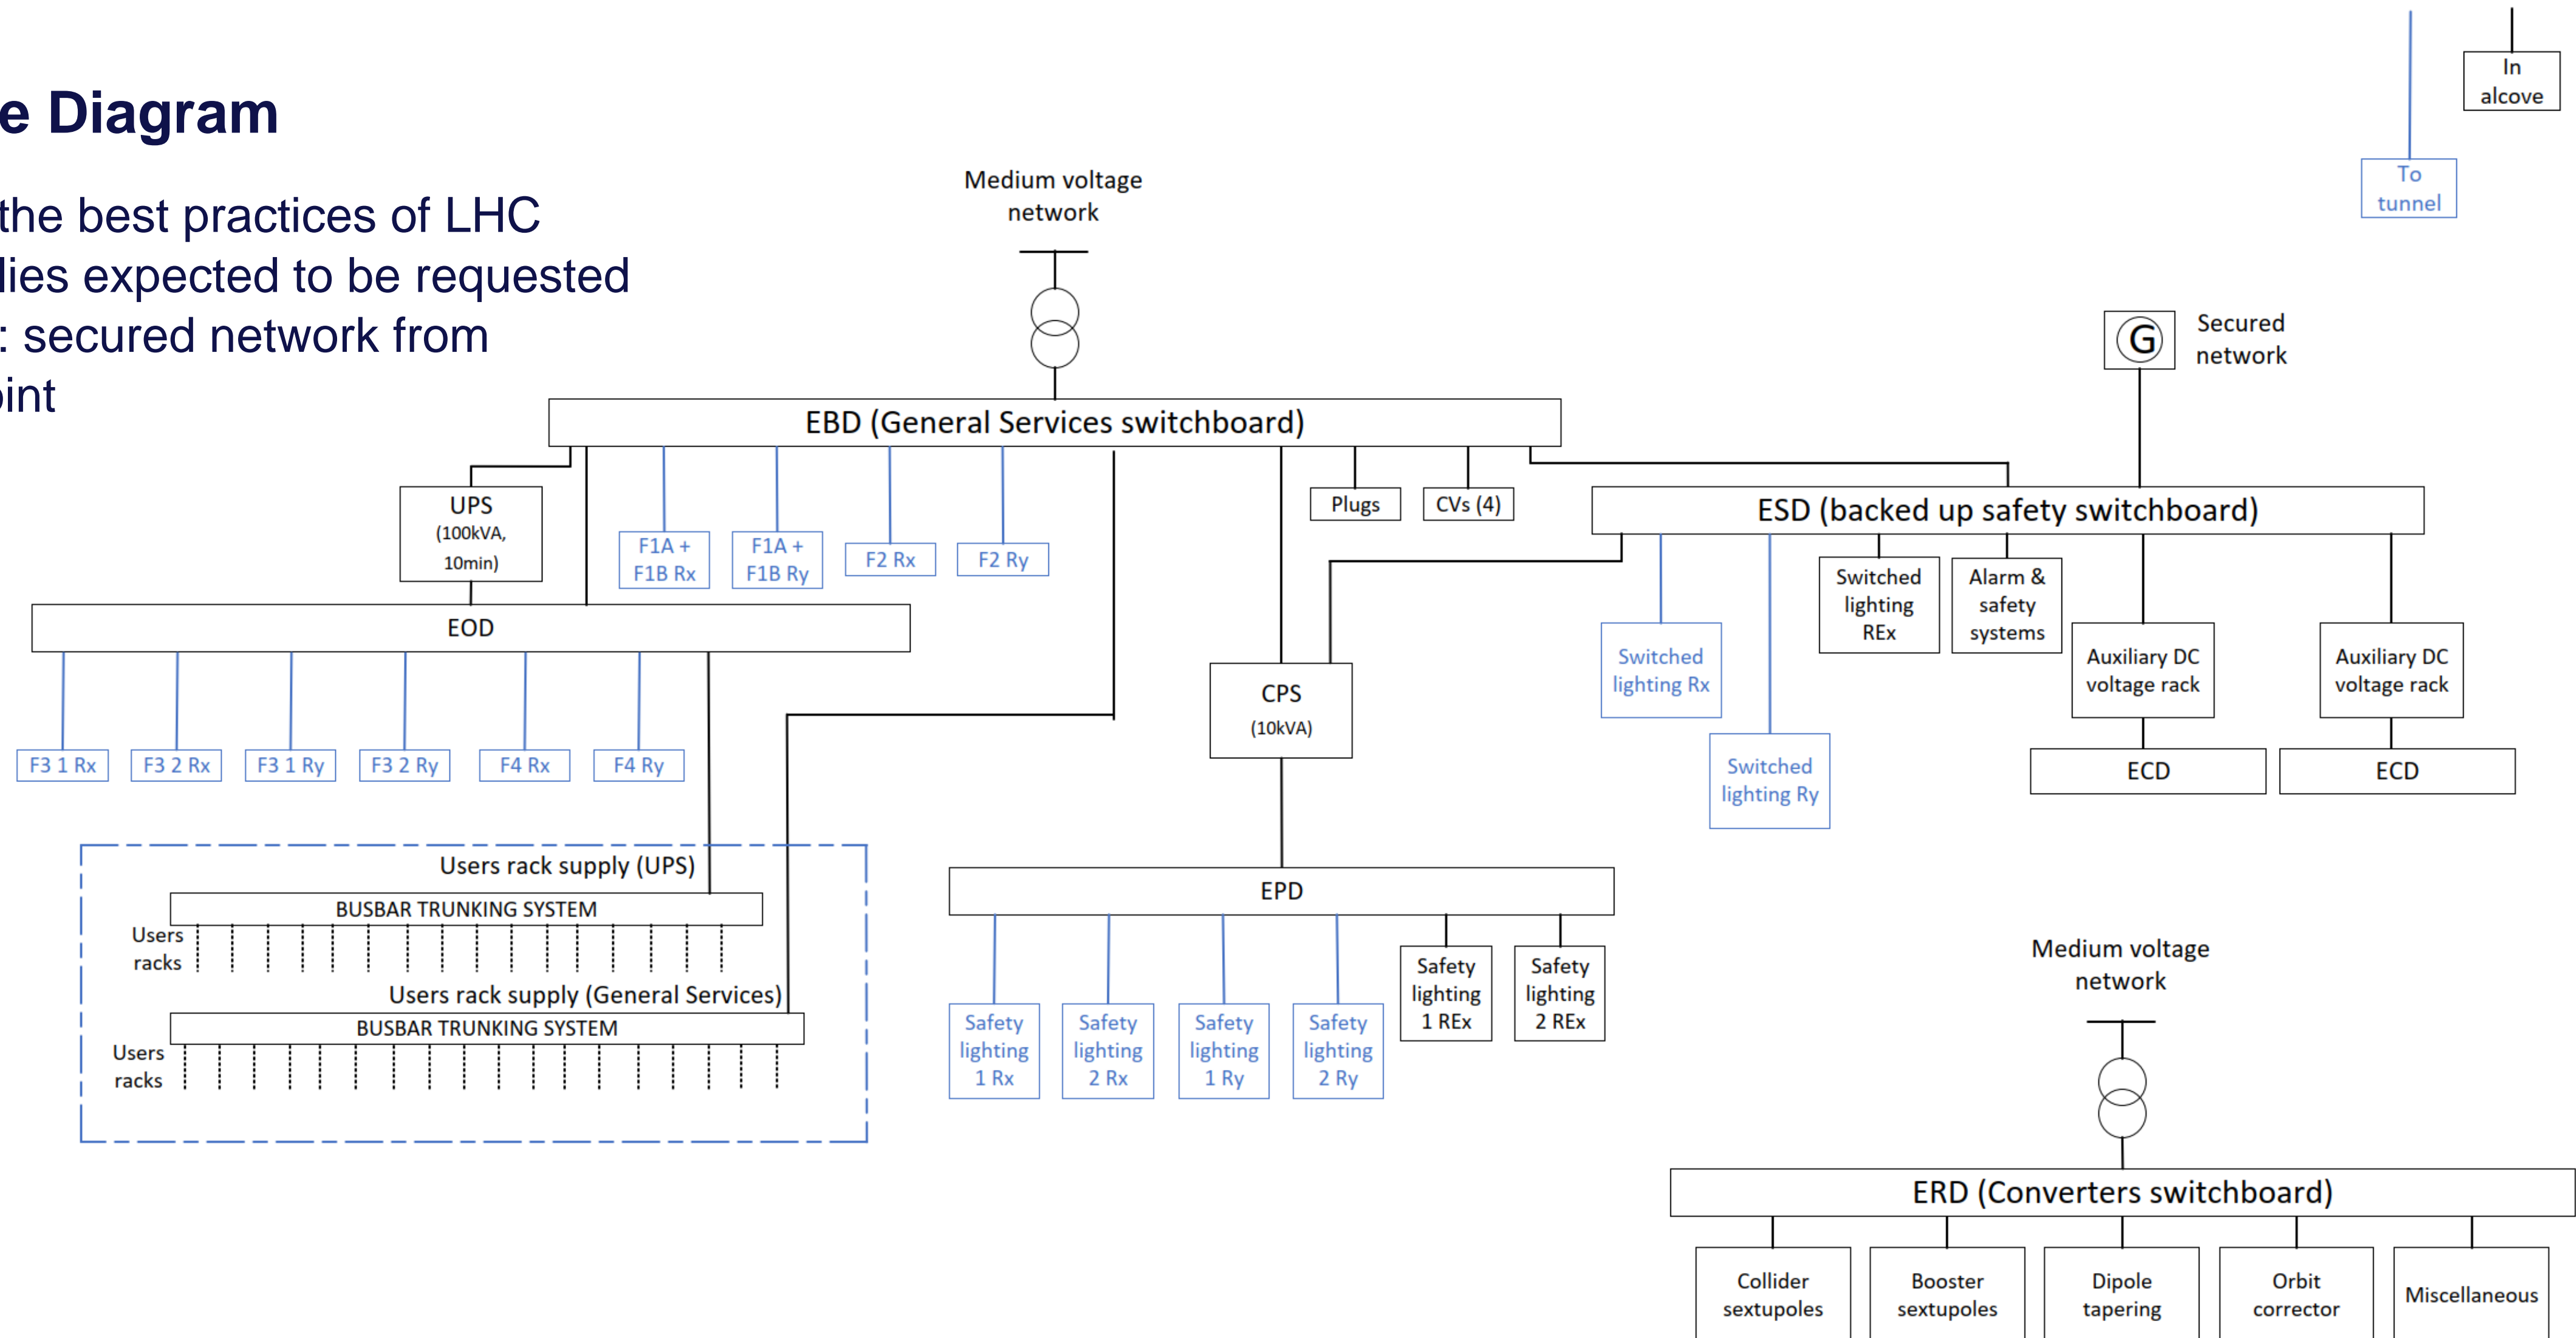 e Diagram
the best practices of LHC
lies expected to be requested
: secured network from
oint
In
alcove
To
tunnel
Medium voltage
network
G
Secured
network
EBD (General Services switchboard)
UPS
(100kVA,
10min)
F1A +
F1B Rx
F1A +
F1B Ry
F2 Rx
F2 Ry
Plugs
CVs (4)
ESD (backed up safety switchboard)
EOD
Switched
lighting Rx
Switched
lighting Ry
Switched
lighting
REx
Alarm &
safety
systems
Auxiliary DC
voltage rack
Auxiliary DC
voltage rack
ECD
ECD
CPS
(10kVA)
F3 1 Rx
F3 2 Rx
F3 1 Ry
F3 2 Ry
F4 Rx
F4 Ry
Users rack supply (UPS)
BUSBAR TRUNKING SYSTEM
Users
racks
Users rack supply (General Services)
BUSBAR TRUNKING SYSTEM
Users
racks
EPD
Safety
lighting
1 Rx
Safety
lighting
2 Rx
Safety
lighting
1 Ry
Safety
lighting
2 Ry
Safety
lighting
1 REx
Safety
lighting
2 REx
Medium voltage
network
ERD (Converters switchboard)
Collider
sextupoles
Booster
sextupoles
Dipole
tapering
Orbit
corrector
Miscellaneous